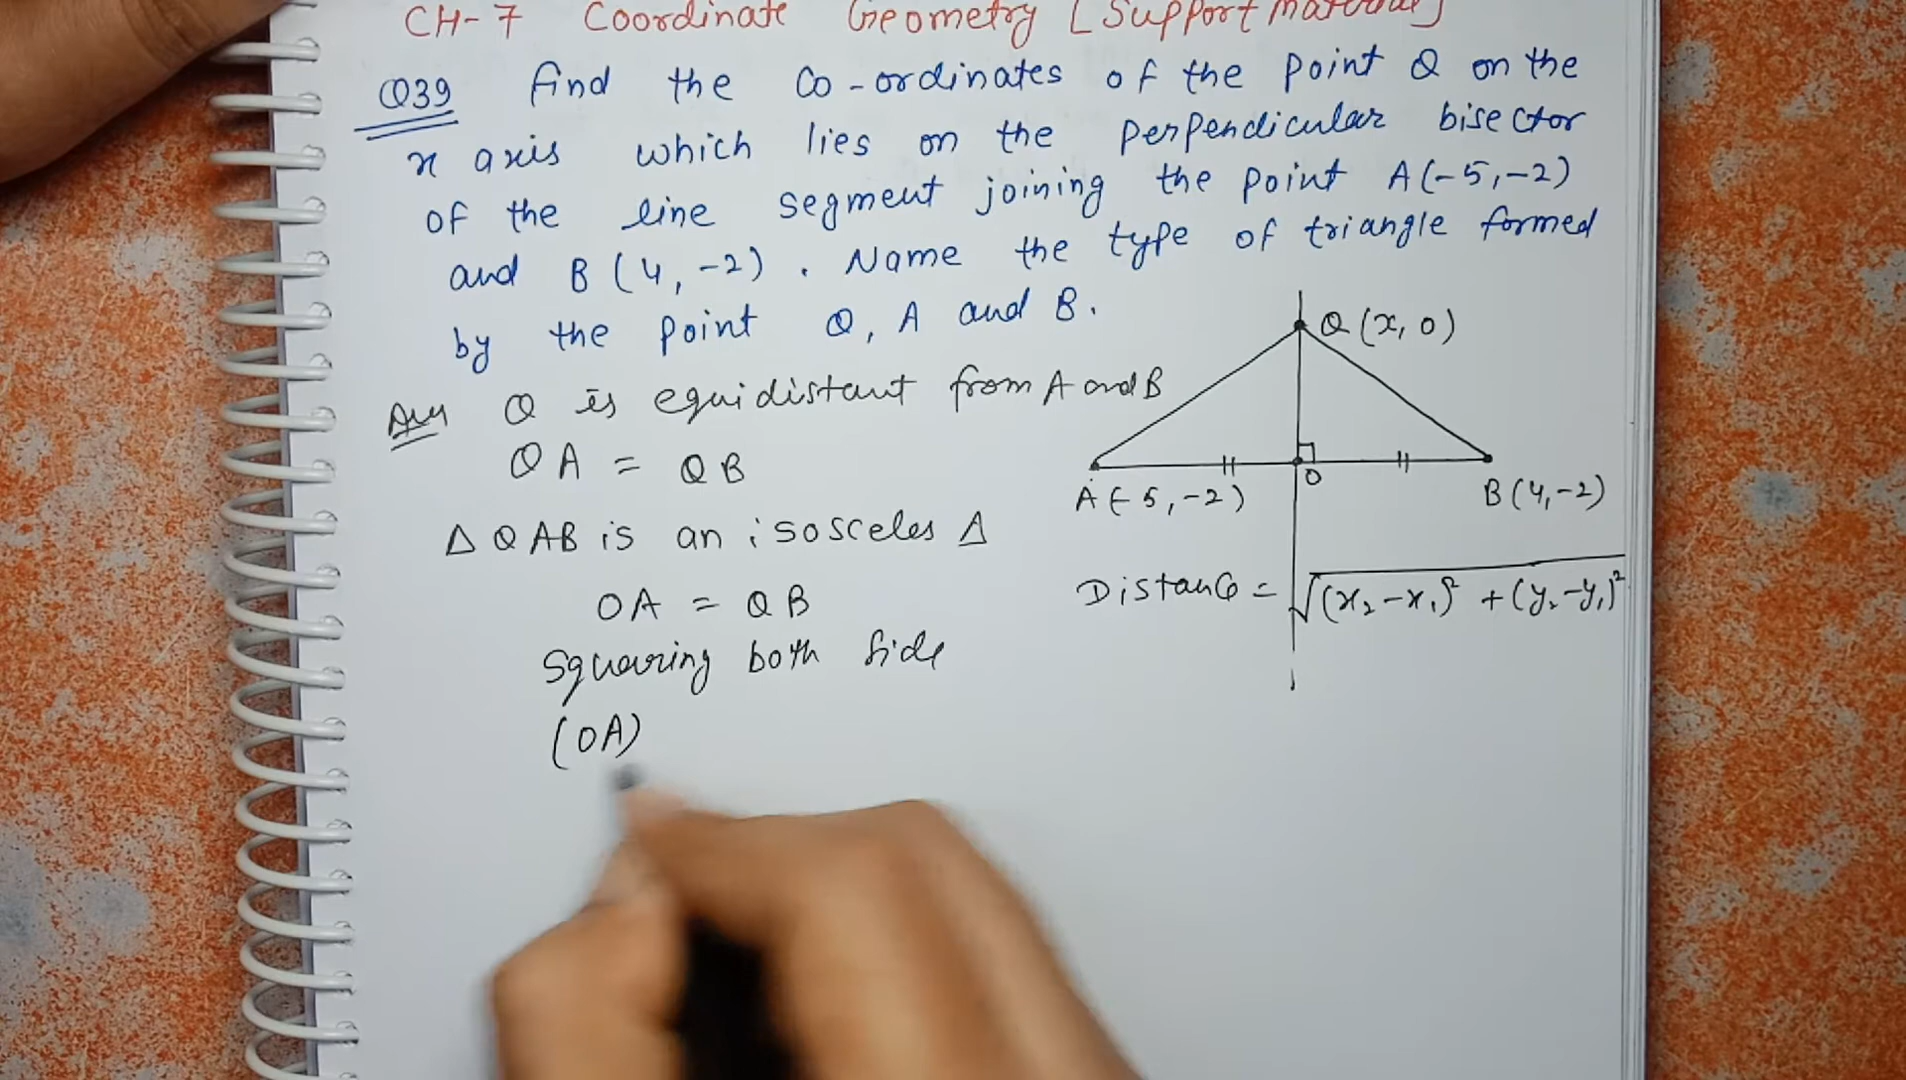 CH-7 Coordinate Geometry [Support material]
Q39 find the Co-ordinates of the point Q on the
x axis which lies on the perpendicular bisector
of the line segment joining the point A(-5,-2)
and B(4,-2). Name the type of triangle formed
by the point Q, A and B.
Q(x,0)
Ans Q is equidistant from A and B
QA = QB
O
A(-5,-2)
B(4,-2)
Δ QAB is an isosceles Δ
Distance = √(x₂-x₁)² + (y₂-y₁)²
QA = QB
Squaring both side
(QA)